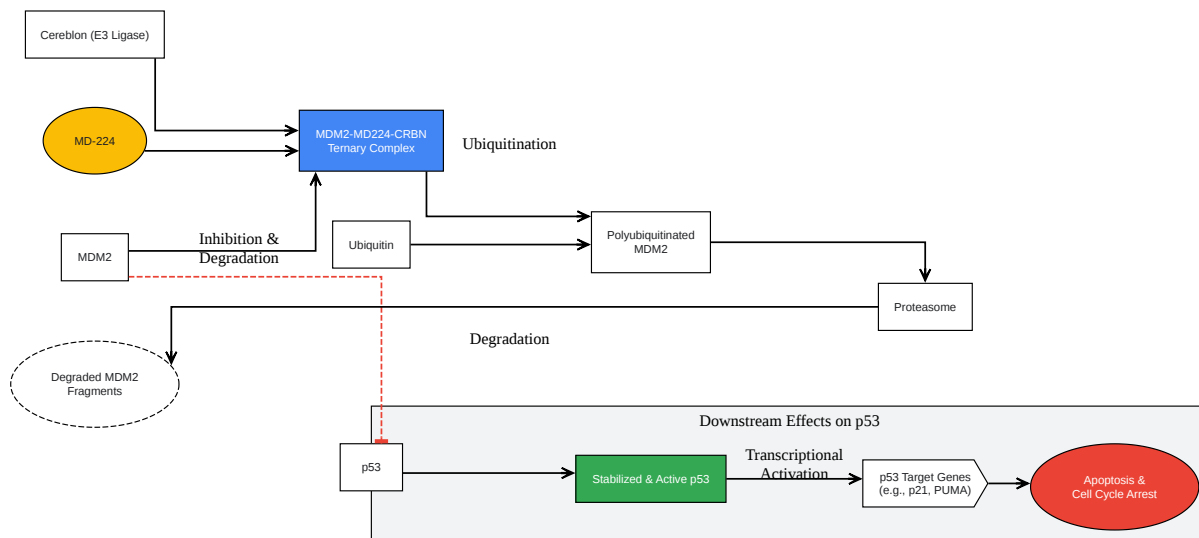 Cereblon (E3 Ligase)
MD-224
MDM2-MD224-CRBN
Ternary Complex
Ubiquitination
MDM2
Inhibition &
Degradation
Ubiquitin
Polyubiquitinated
MDM2
Proteasome
Degradation
Degraded MDM2
Fragments
Downstream Effects on p53
p53
Stabilized & Active p53
Transcriptional
Activation
p53 Target Genes
(e.g., p21, PUMA)
Apoptosis &
Cell Cycle Arrest